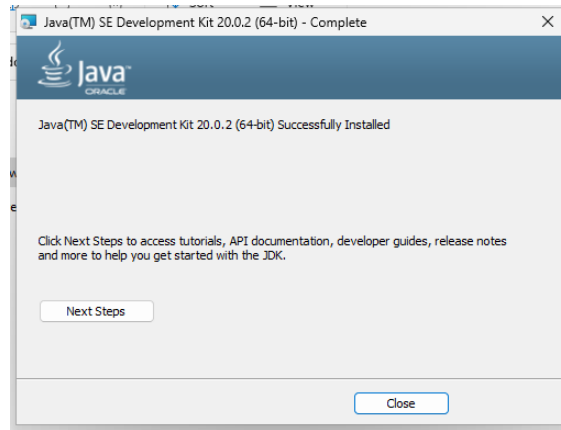 Java(TM) SE Development Kit 20.0.2 (64-bit) - Complete
Java™
ORACLE
Java(TM) SE Development Kit 20.0.2 (64-bit) Successfully Installed
Click Next Steps to access tutorials, API documentation, developer guides, release notes
and more to help you get started with the JDK.
Next Steps
Close